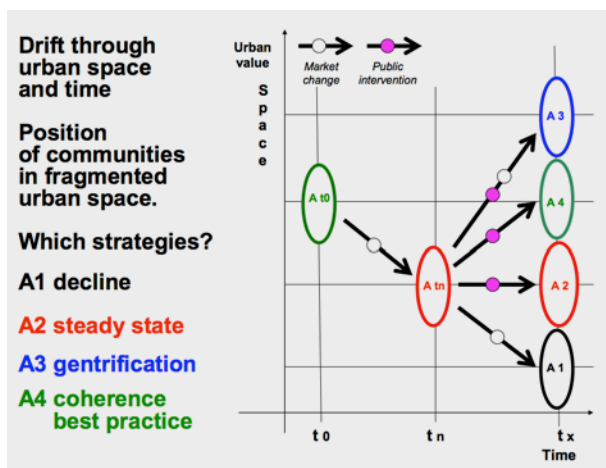 Drift through
urban space
and time
Position
of communities
in fragmented
urban space.
Which strategies?
A1 decline
A2 steady state
A3 gentrification
A4 coherence
best practice
Urban
value
S
p
a
c
e
Market
change
Public
intervention
A 3
A t0
A 4
A tn
A 2
A 1
t 0
t n
t x
Time